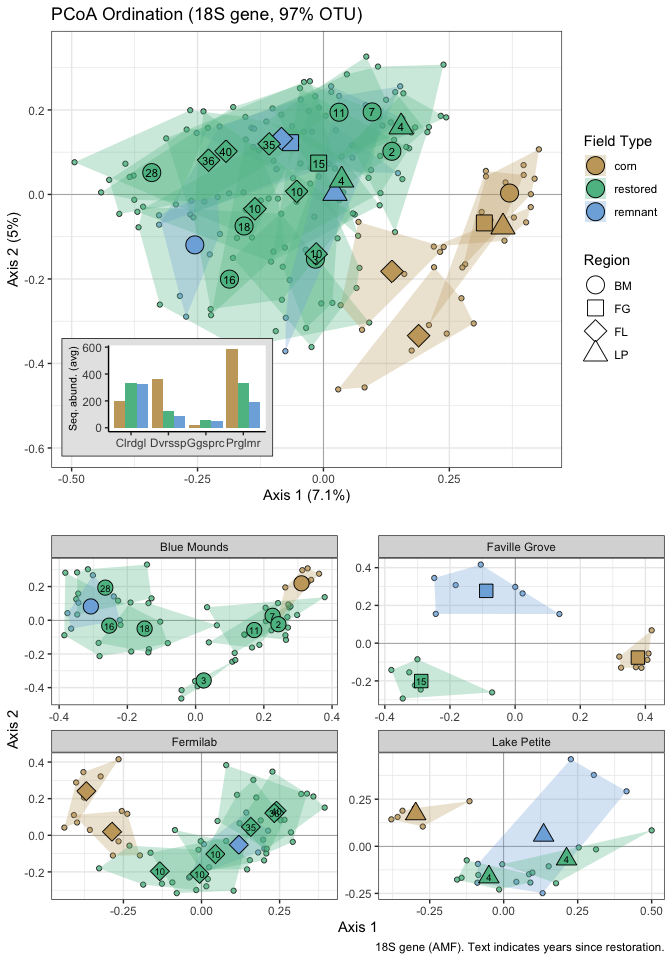 PCoA Ordination (18S gene, 97% OTU)
Axis 2 (5%)
0.2
0.0
-0.2
-0.4
-0.6
11
7
4
2
35
40
36
28
15
4
10
10
18
10
3
16
Seq. abund. (avg)
600
400
200
0
Clrdgl Dvrssp Ggsprc Prglmr
-0.50 -0.25 0.00 0.25
Axis 1 (7.1%)
Field Type
corn
restored
remnant
Region
BM
FG
FL
LP
Blue Mounds
0.2
0.0
-0.2
-0.4
28
16
18
11
7
2
3
-0.4 -0.2 0.0 0.2 0.4
Faville Grove
0.4
0.2
0.0
-0.2
15
-0.4 -0.2 0.0 0.2 0.4
Axis 2
Fermilab
0.4
0.2
0.0
-0.2
40
35
10
10
10
-0.25 0.00 0.25
Lake Petite
0.25
0.00
-0.25
4
4
-0.25 0.00 0.25 0.50
Axis 1
18S gene (AMF). Text indicates years since restoration.